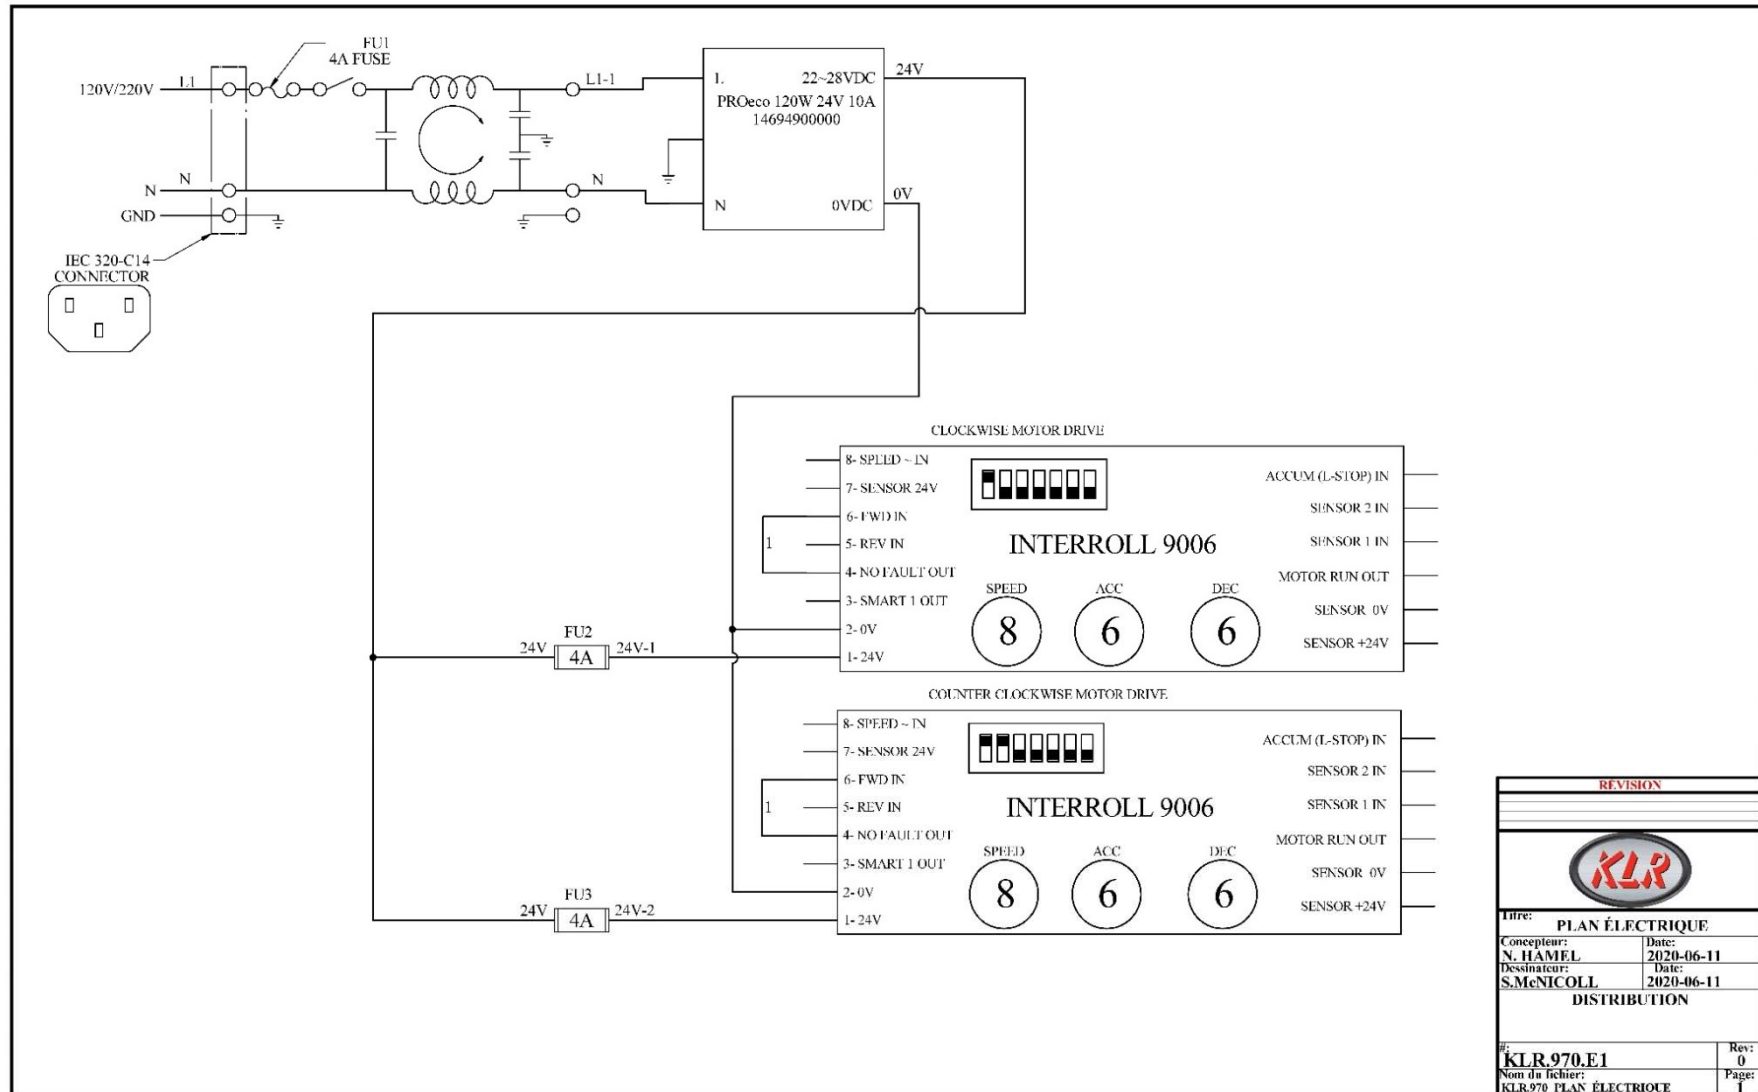 FU1
4A FUSE
120V/220V L1
L1-1
L
22~28VDC
24V
PROeco 120W 24V 10A
14694900000
N N
N
N
0VDC
0V
GND
IEC 320-C14
CONNECTOR
CLOCKWISE MOTOR DRIVE
8- SPEED ~ IN
7- SENSOR 24V
6- FWD IN
1
5- REV IN
4- NO FAULT OUT
3- SMART 1 OUT
2- 0V
1- 24V
INTERROLL 9006
SPEED ACC DEC
8 6 6
ACCUM (L-STOP) IN
SENSOR 2 IN
SENSOR 1 IN
MOTOR RUN OUT
SENSOR 0V
SENSOR +24V
FU2
24V 4A 24V-1
COUNTER CLOCKWISE MOTOR DRIVE
8- SPEED ~ IN
7- SENSOR 24V
6- FWD IN
1
5- REV IN
4- NO FAULT OUT
3- SMART 1 OUT
2- 0V
1- 24V
INTERROLL 9006
SPEED ACC DEC
8 6 6
ACCUM (L-STOP) IN
SENSOR 2 IN
SENSOR 1 IN
MOTOR RUN OUT
SENSOR 0V
SENSOR +24V
FU3
24V 4A 24V-2
RÉVISION
KLR
Titre:
PLAN ÉLECTRIQUE
Concepteur: Date:
N. HAMEL 2020-06-11
Dessinateur: Date:
S.McNICOLL 2020-06-11
DISTRIBUTION
#: Rev:
KLR.970.E1 0
Nom du fichier: Page:
KLR.970 PLAN ÉLECTRIQUE 1